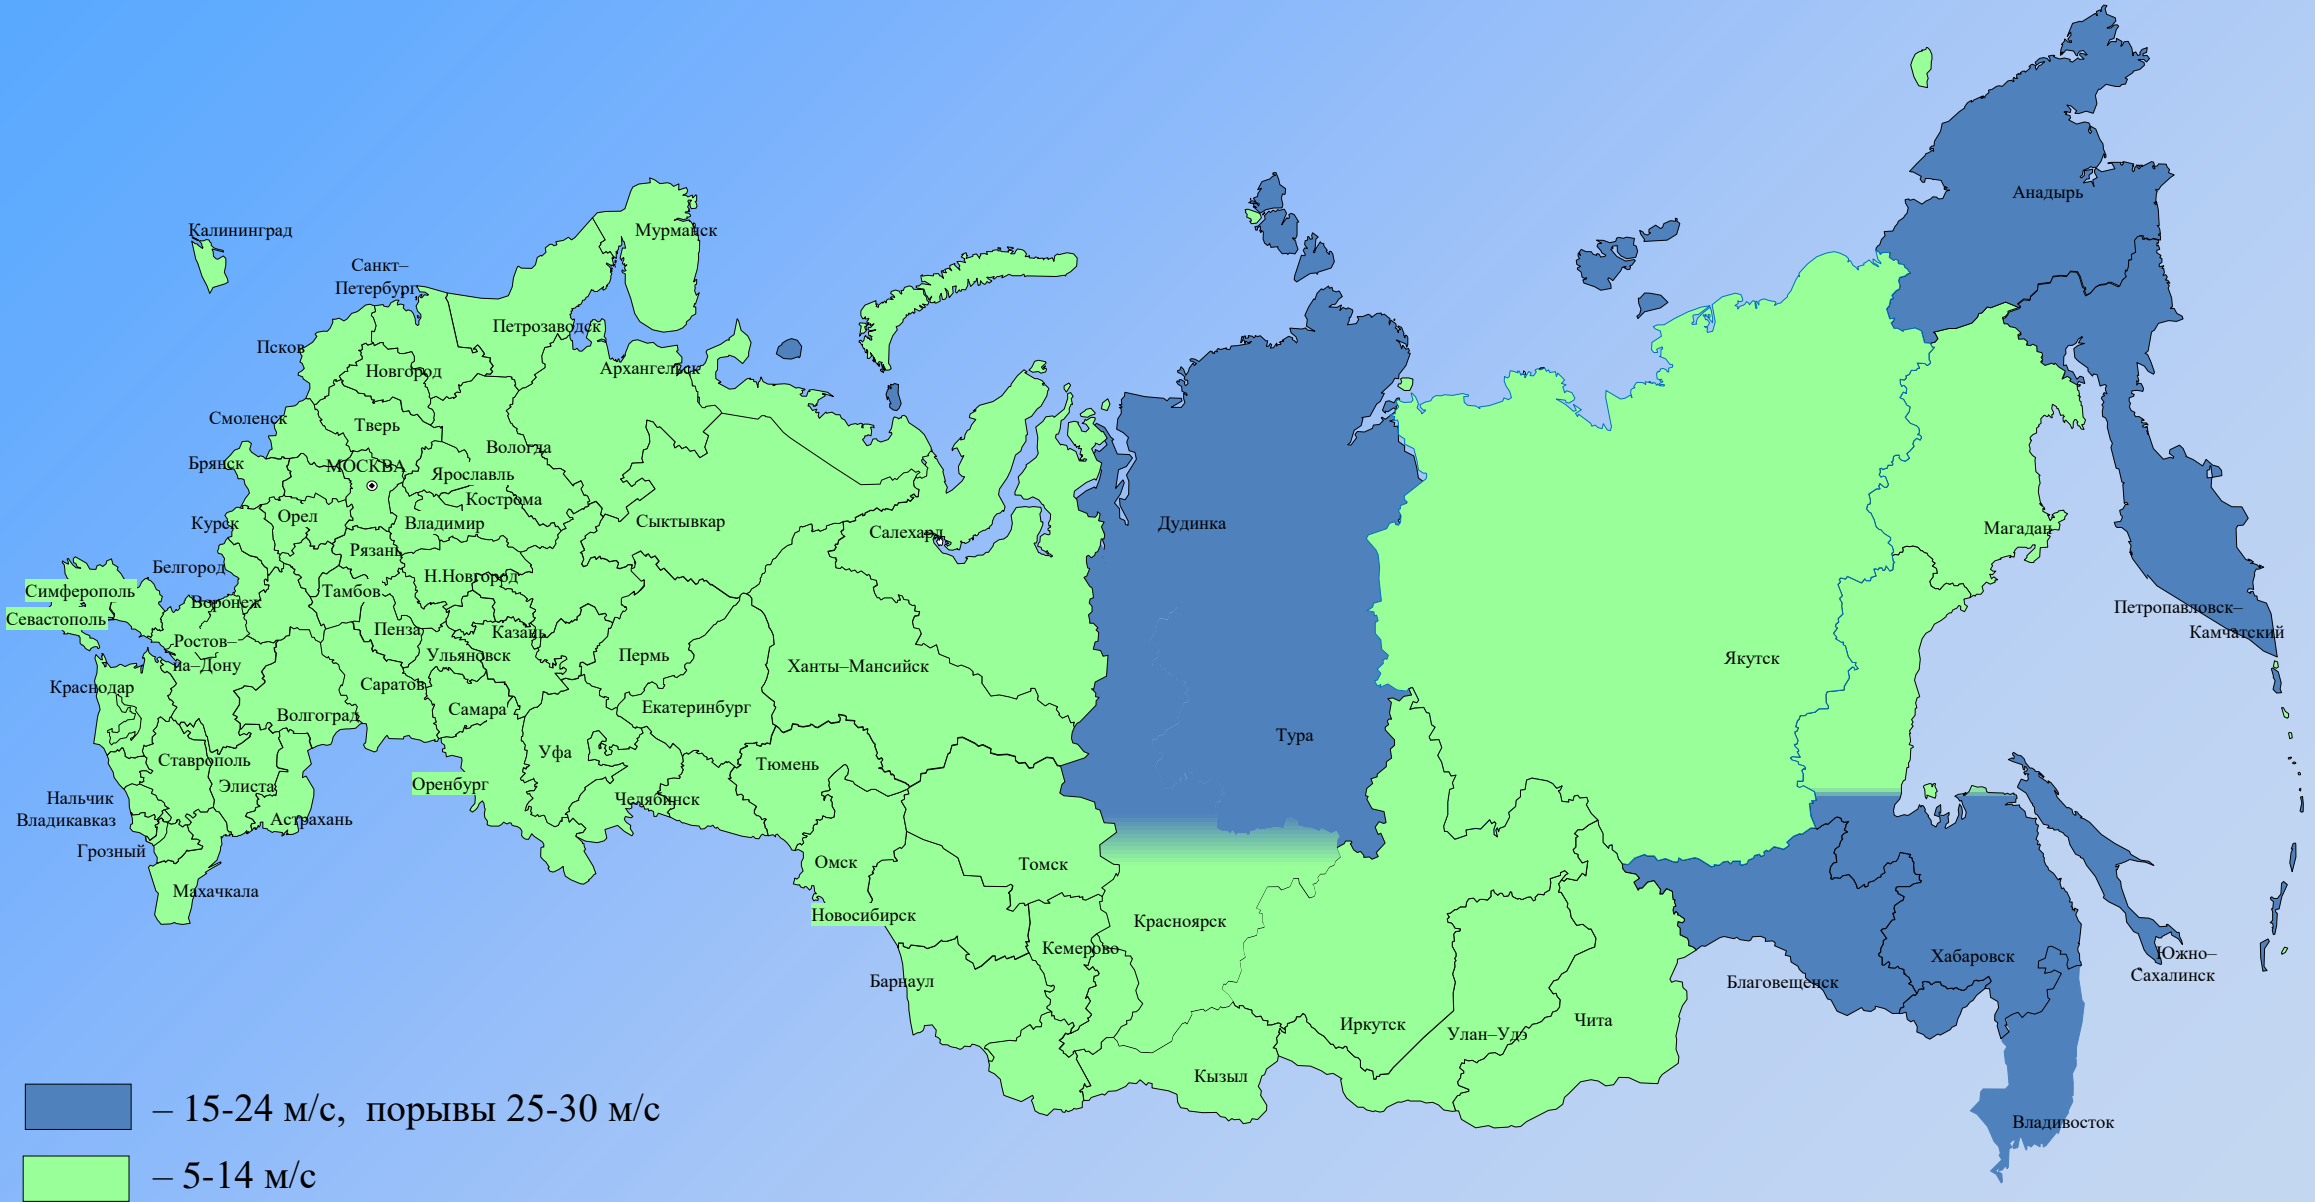 Анадырь
Калининград
Мурманск
Санкт–
Петербург
Петрозаводск
Псков
Архангельск
Новгород
Смоленск
Тверь
Вологда
Брянск
МОСКВА
Ярославль
Кострома
Орел
Курск
Владимир
Сыктывкар
Салехард
Дудинка
Магадан
Рязань
Белгород
Н.Новгород
Симферополь
Тамбов
Воронеж
Севастополь
Петропавловск–
Камчатский
Пенза
Казань
Ростов–
на–Дону
Ульяновск
Пермь
Ханты–Мансийск
Якутск
Краснодар
Саратов
Самара
Екатеринбург
Волгоград
Тура
Уфа
Ставрополь
Тюмень
Элиста
Оренбург
Нальчик
Челябинск
Владикавказ
Астрахань
Грозный
Омск
Томск
Махачкала
Новосибирск
Красноярск
Кемерово
Хабаровск
Южно–
Сахалинск
Барнаул
Благовещенск
Иркутск
Улан–Удэ
Чита
Кызыл
Владивосток
– 15-24 м/с, порывы 25-30 м/с
– 5-14 м/с